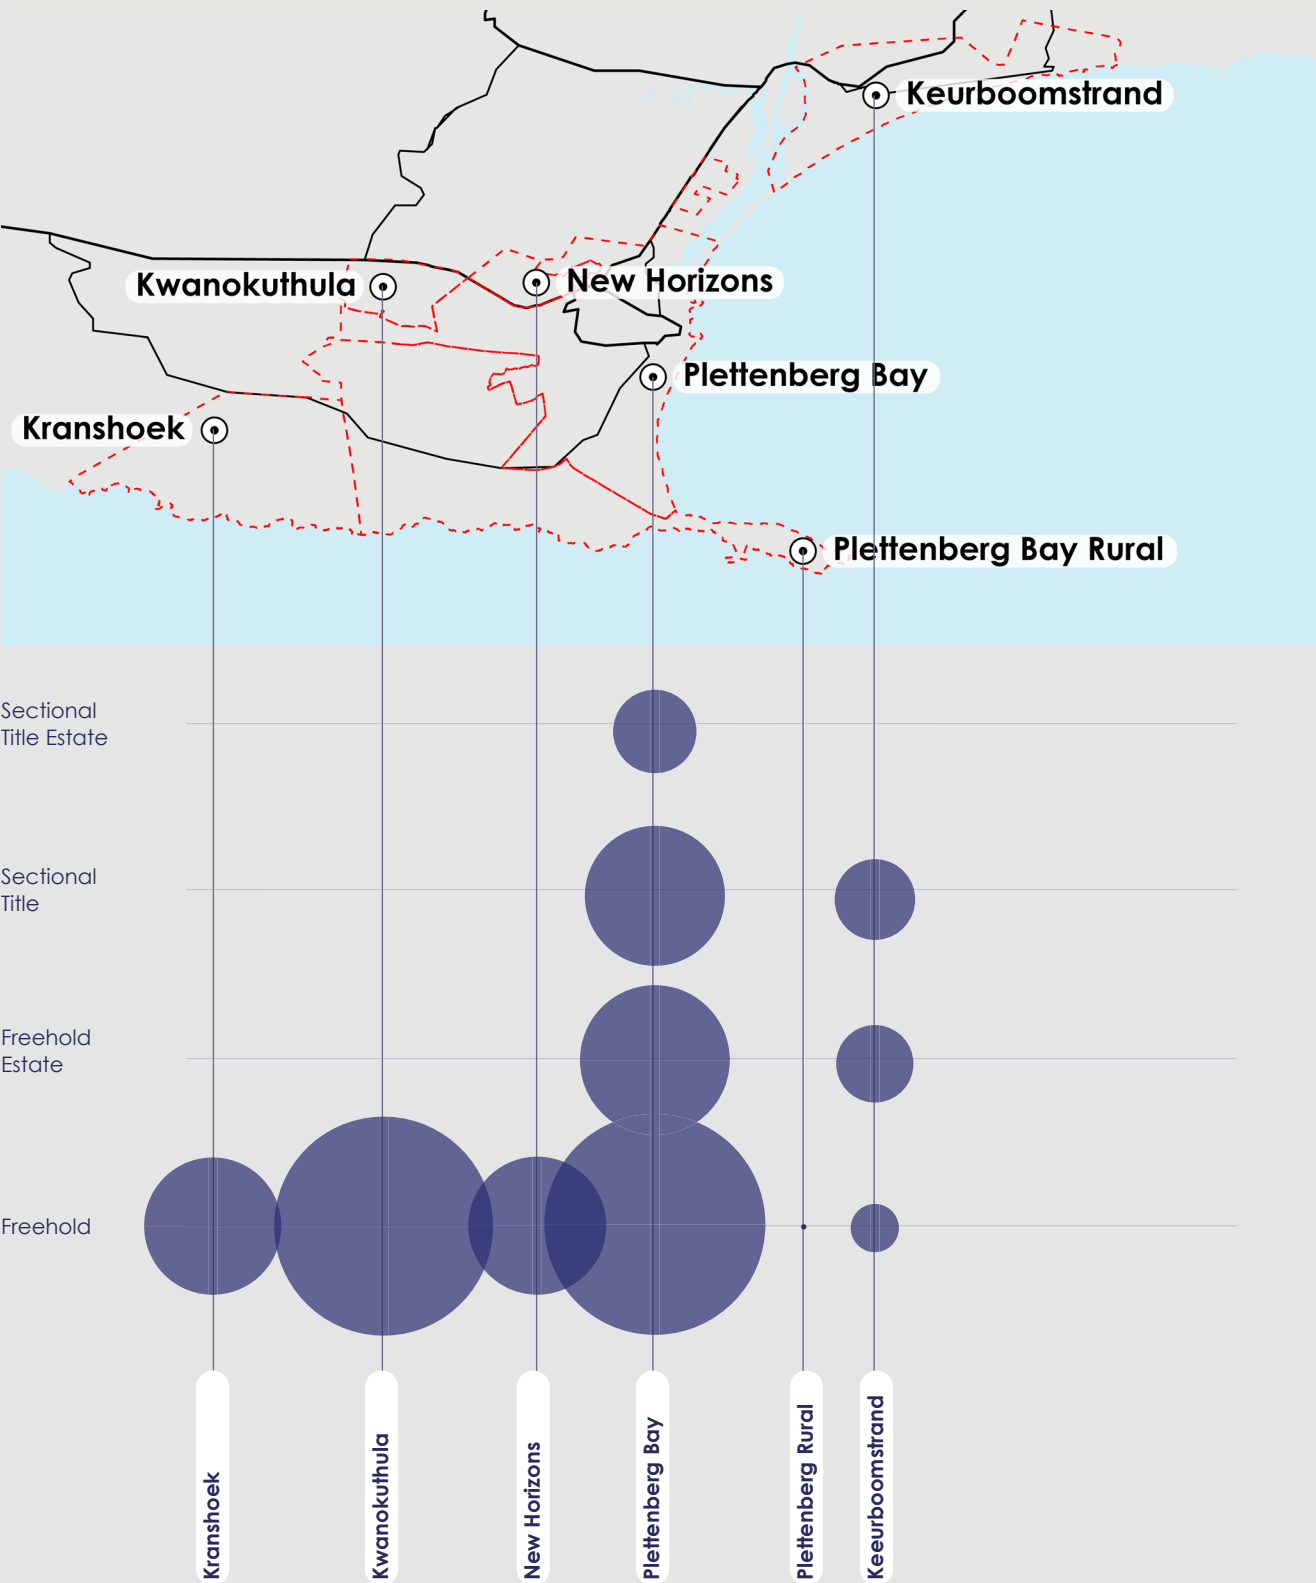 Keurboomstrand
Kwanokuthula
New Horizons
Plettenberg Bay
Kranshoek
Plettenberg Bay Rural
Sectional
Title Estate
Sectional
Title
Freehold
Estate
Freehold
Kranshoek
Kwanokuthula
New Horizons
Plettenberg Bay
Plettenberg Rural
Keeurboomstrand